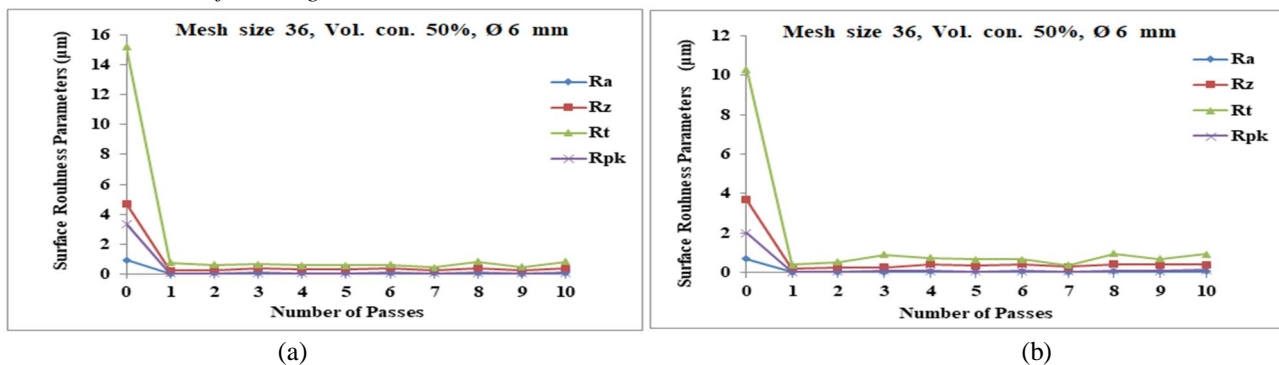 Mesh size 36, Vol. con. 50%, Ø 6 mm
Surface Rouhness Parameters (µm)
16
14
12
10
8
6
4
2
0
Ra
Rz
Rt
Rpk
0 1 2 3 4 5 6 7 8 9 10
Number of Passes
(a)
Mesh size 36, Vol. con. 50%, Ø 6 mm
Surface Rouhness Parameters (µm)
12
10
8
6
4
2
0
Ra
Rz
Rt
Rpk
0 1 2 3 4 5 6 7 8 9 10
Number of Passes
(b)